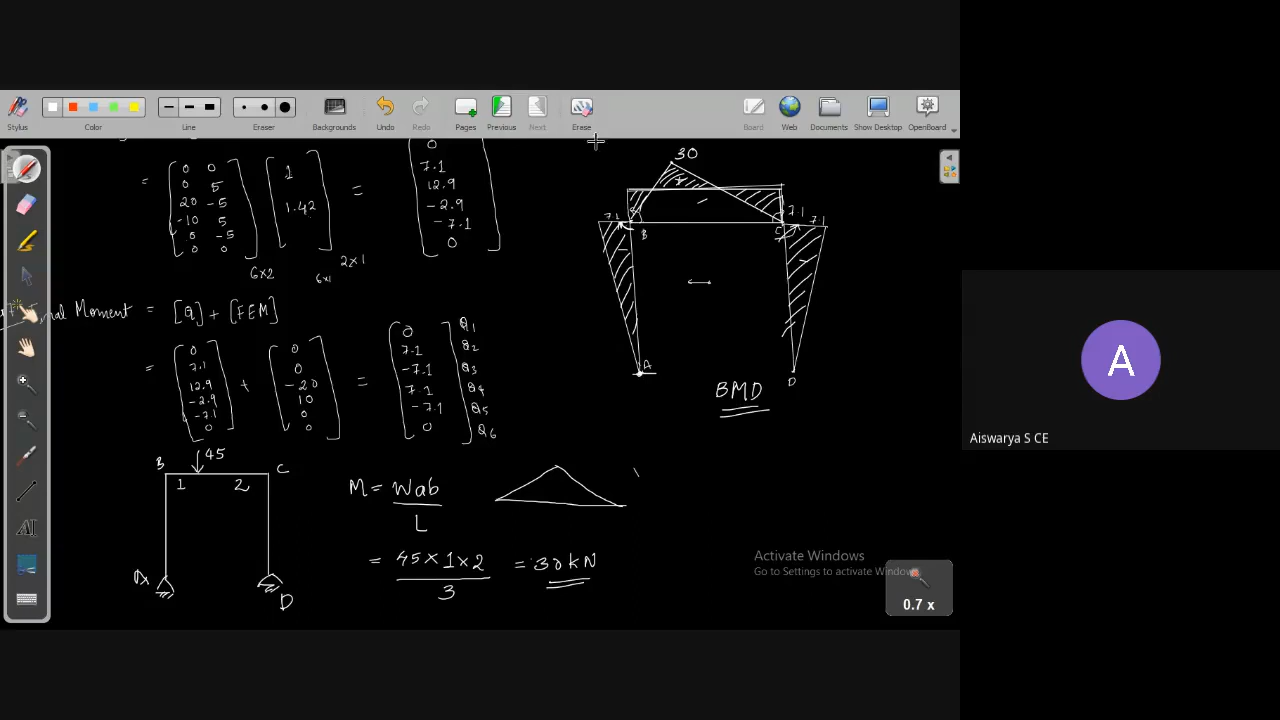 Stylus Color Line Eraser Backgrounds Undo Redo Pages Previous Next Erase Board Web Documents Show Desktop OpenBoard
= [0 0; 0 5; 20 -5; -10 5; 0 -5; 0 0] [1; 1.42] = [0; 7.1; 12.9; -2.9; -7.1; 0]
6x2 6x1 2x1
nal Moment = [q] + [FEM]
= [0; 7.1; 12.9; -2.9; -7.1; 0] + [0; 0; -20; 10; 0; 0] = [0; 7.1; -7.1; 7.1; -7.1; 0] Q1 Q2 Q3 Q4 Q5 Q6
30
+
7.1 - 7.1 7.1
B C
A
D
BMD
B 45 C
1 2
D
M = Wab / L
= 45×1×2 / 3 = 30kN
Activate Windows
Go to Settings to activate Windows
0.7 x
A
Aiswarya S CE